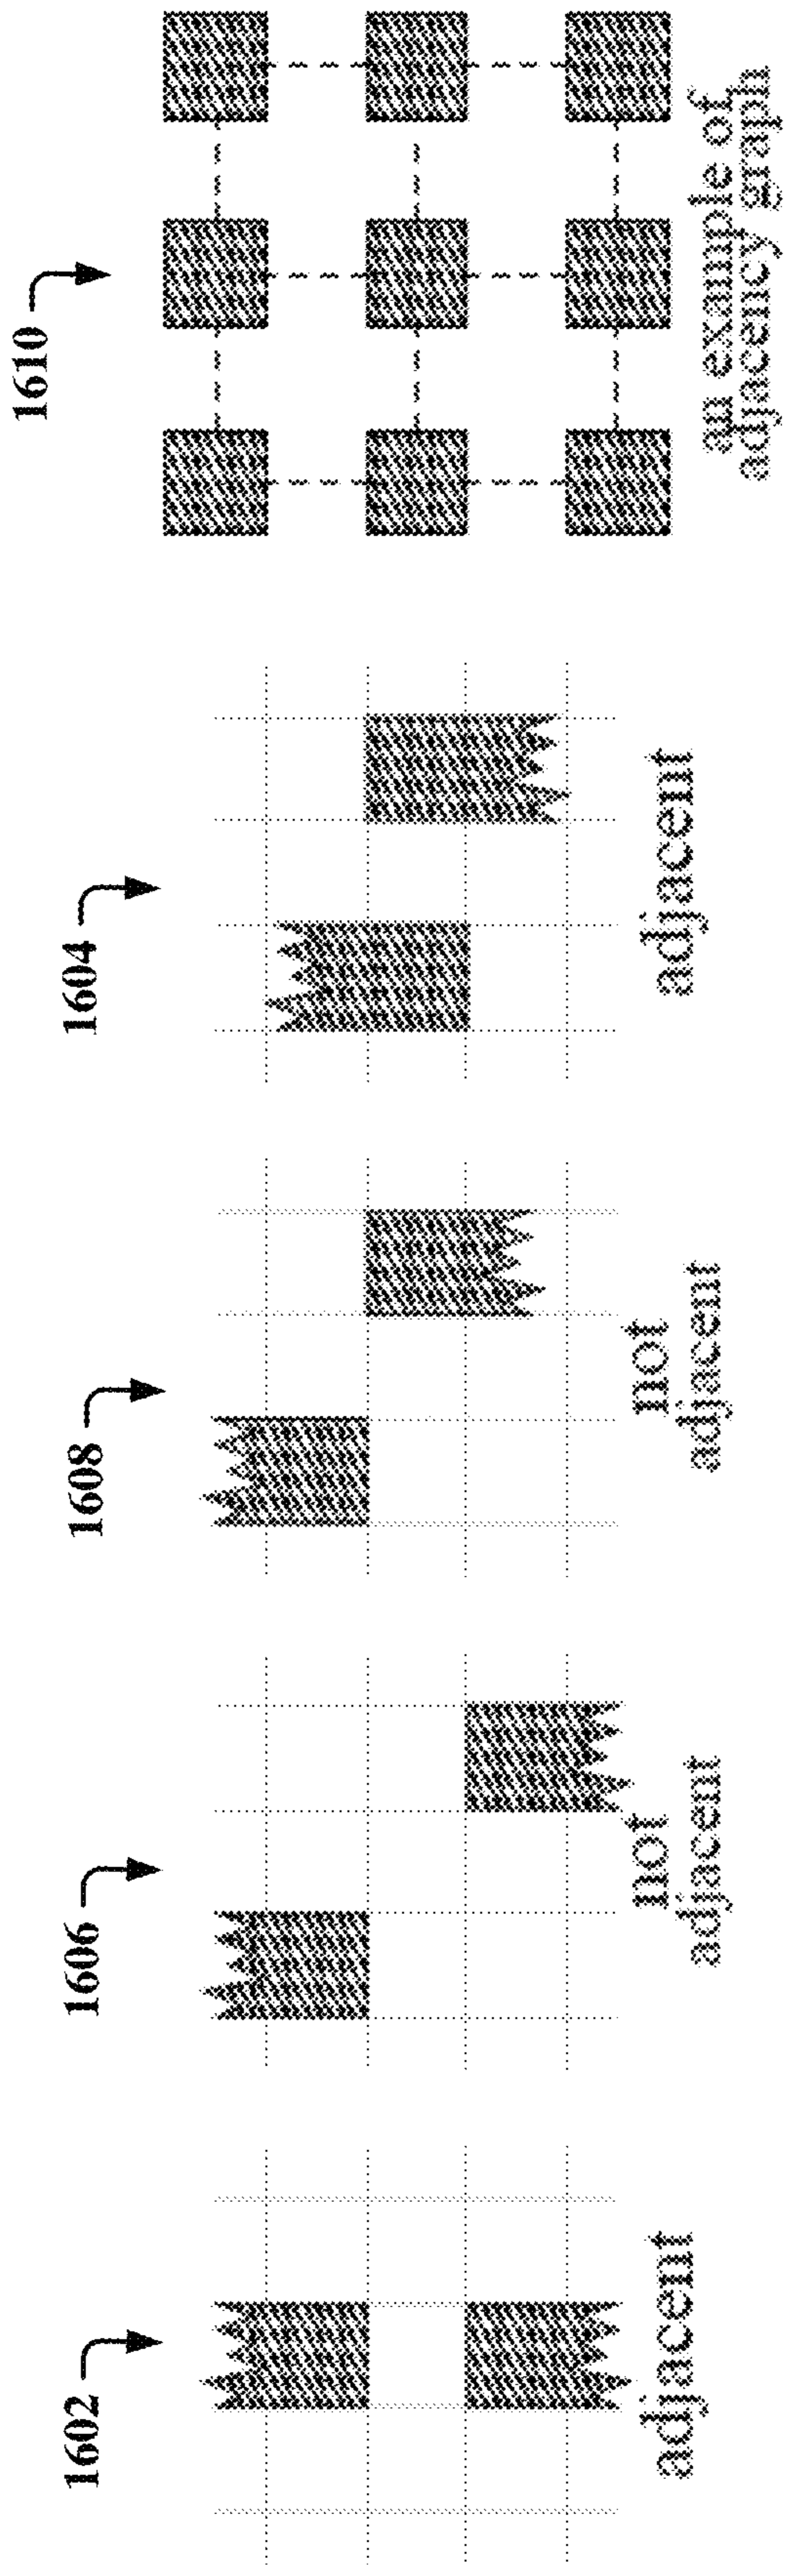 1602
adjacent
1606
not
adjacent
1608
not
adjacent
1604
adjacent
1610
an example of
adjacency graph